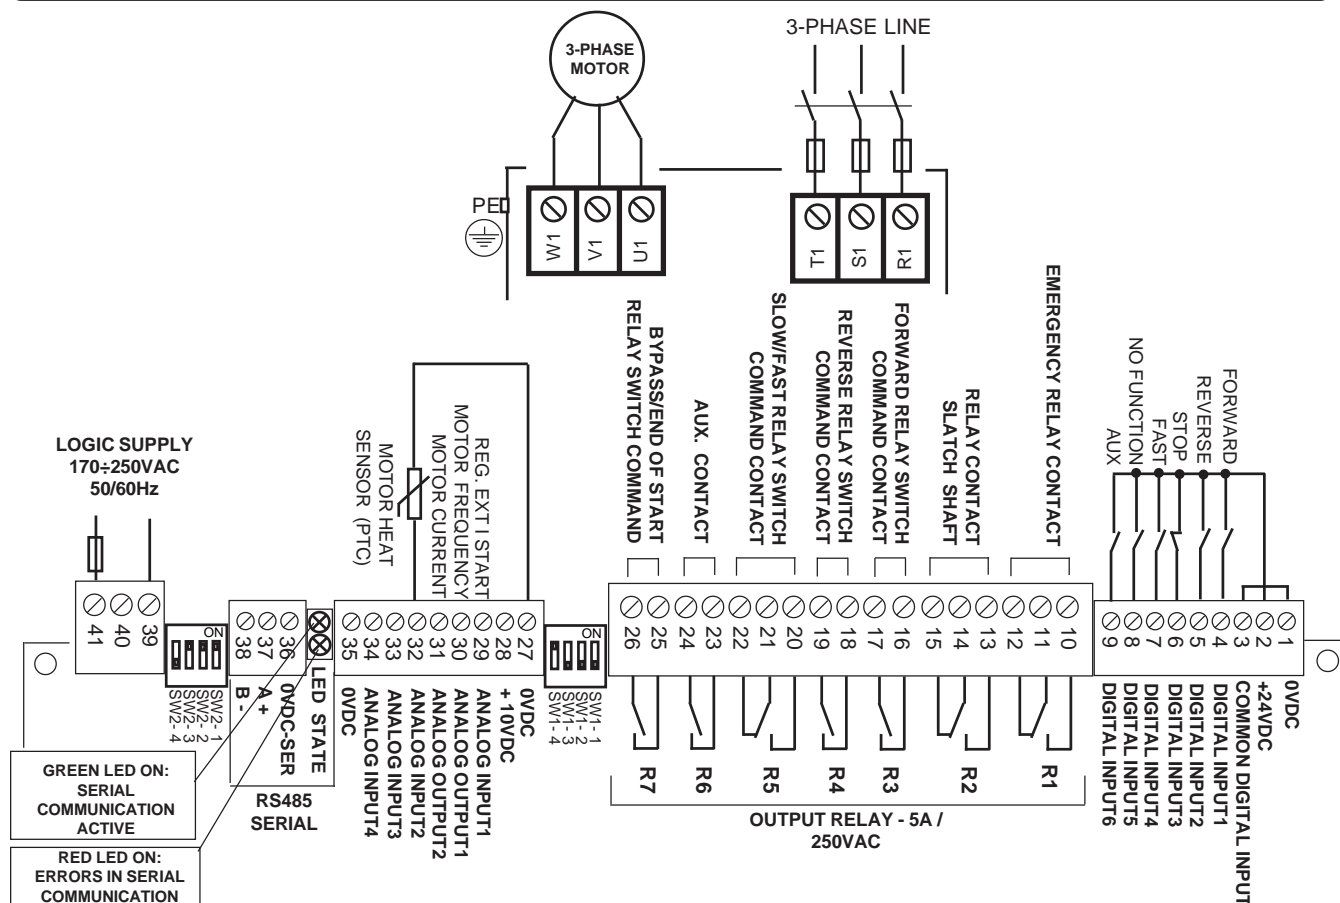 3-PHASE
MOTOR
3-PHASE LINE
PE
W1
V1
U1
T1
S1
R1
LOGIC SUPPLY
170÷250VAC
50/60Hz
MOTOR HEAT
SENSOR (PTC)
MOTOR CURRENT
MOTOR FREQUENCY
REG. EXT I START
BYPASS/END OF START
RELAY SWITCH COMMAND
AUX. CONTACT
SLOW/FAST RELAY SWITCH
COMMAND CONTACT
REVERSE RELAY SWITCH
COMMAND CONTACT
FORWARD RELAY SWITCH
COMMAND CONTACT
RELAY CONTACT
SLATCH SHAFT
EMERGENCY RELAY CONTACT
AUX
NO FUNCTION
FAST
STOP
REVERSE
FORWARD
41
40
39
ON
SW2- 4
SW2- 3
SW2- 2
SW2- 1
38
37
36
B -
A +
0VDC-SER
LED STATE
RS485
SERIAL
35
34
33
32
31
30
29
28
27
0VDC
ANALOG INPUT4
ANALOG INPUT3
ANALOG INPUT2
ANALOG OUTPUT2
ANALOG OUTPUT1
ANALOG INPUT1
+10VDC
0VDC
ON
SW1- 4
SW1- 3
SW1- 2
SW1- 1
26
25
24
23
22
21
20
19
18
17
16
15
14
13
12
11
10
R7
R6
R5
R4
R3
R2
R1
OUTPUT RELAY - 5A /
250VAC
9
8
7
6
5
4
3
2
1
DIGITAL INPUT6
DIGITAL INPUT5
DIGITAL INPUT4
DIGITAL INPUT3
DIGITAL INPUT2
DIGITAL INPUT1
COMMON DIGITAL INPUT
+24VDC
0VDC
GREEN LED ON:
SERIAL
COMMUNICATION
ACTIVE
RED LED ON:
ERRORS IN SERIAL
COMMUNICATION